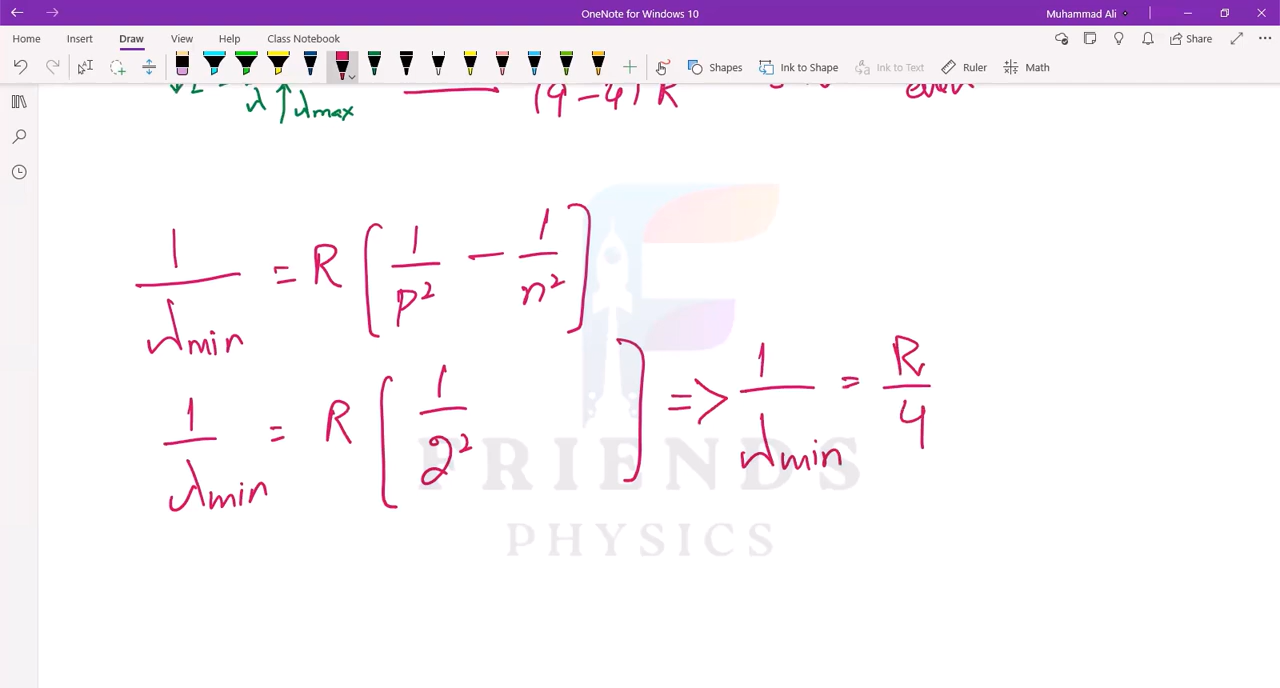 OneNote for Windows 10
Muhammad Ali
Home Insert Draw View Help Class Notebook
Share
Shapes Ink to Shape Ink to Text Ruler Math
λ λmax
(9-4) R
1/λmin = R [1/p² - 1/n²]
1/λmin = R [1/2² ] => 1/λmin = R/4
FRIENDS
PHYSICS